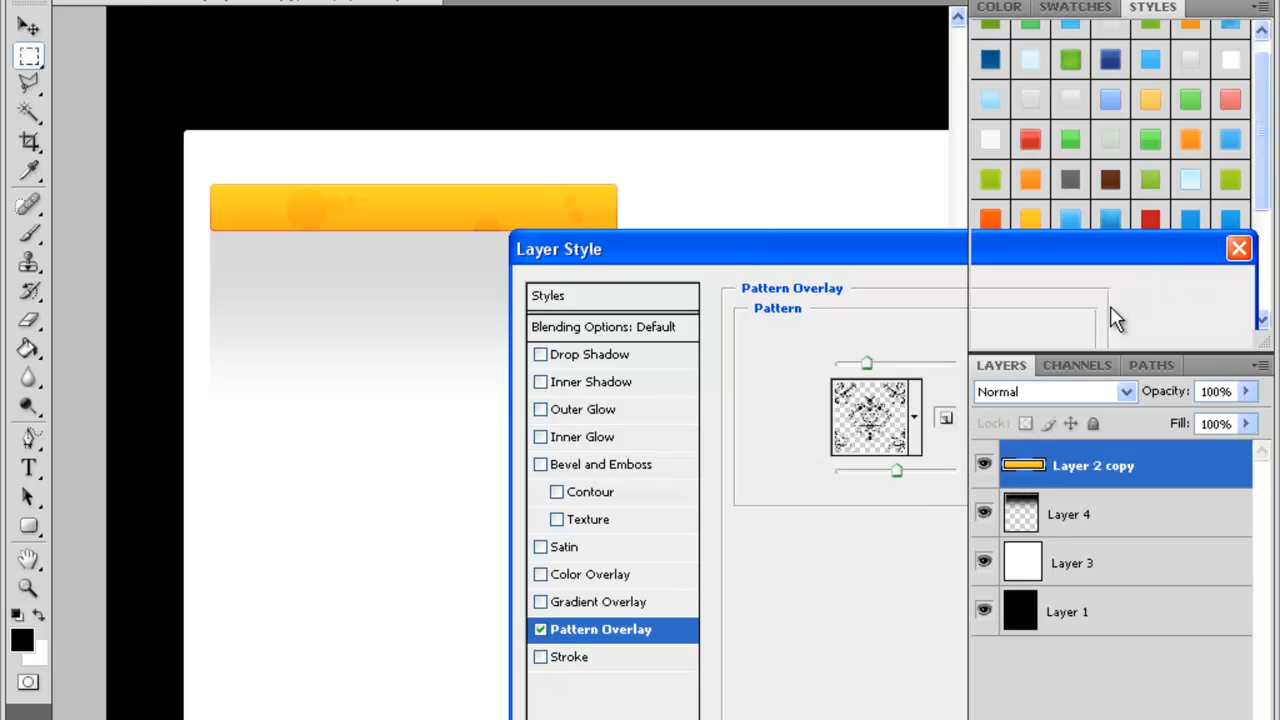 COLOR SWATCHES STYLES
Layer Style
Styles
Blending Options: Default
Drop Shadow
Inner Shadow
Outer Glow
Inner Glow
Bevel and Emboss
Contour
Texture
Satin
Color Overlay
Gradient Overlay
Pattern Overlay
Stroke
Pattern Overlay
Pattern
LAYERS CHANNELS PATHS
Normal Opacity: 100%
Lock: Fill: 100%
Layer 2 copy
Layer 4
Layer 3
Layer 1
T